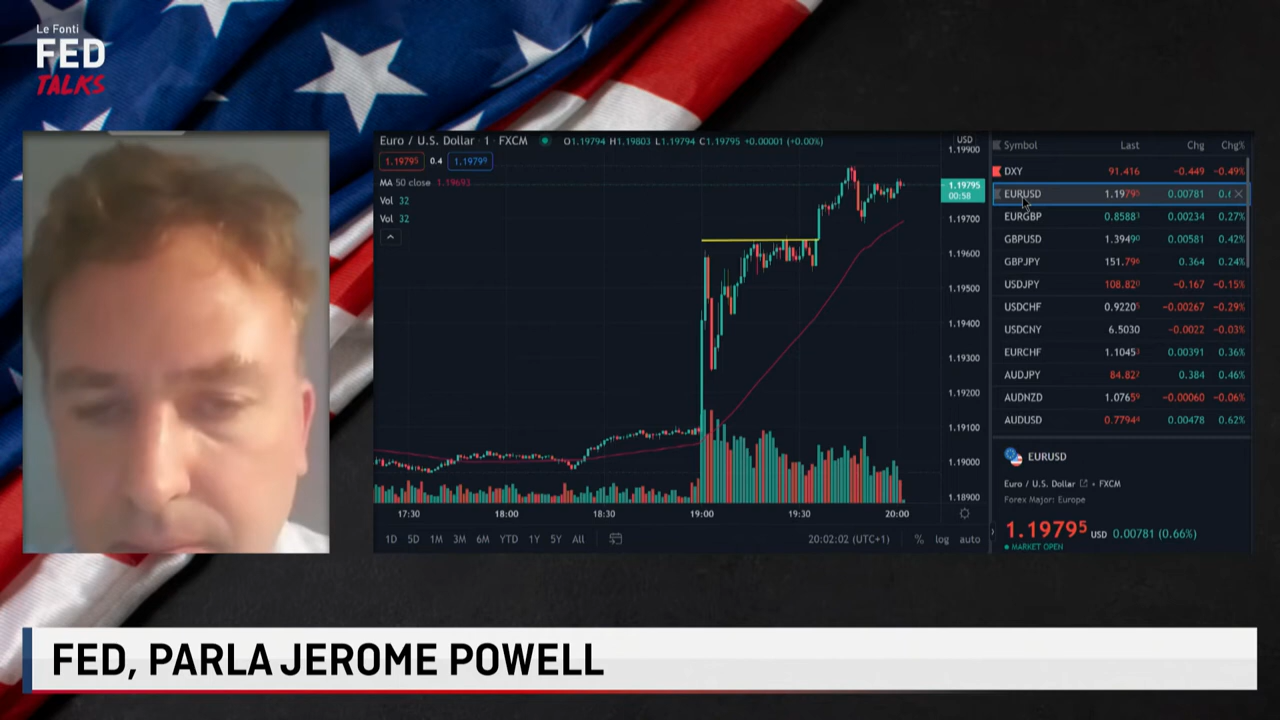 Le Fonti
FED
TALKS
Euro / U.S. Dollar · 1 · FXCM O1.19794 H1.19803 L1.19794 C1.19795 +0.00001 (+0.00%)
1.19795 0.4 1.19799
MA 50 close 1.19693
Vol 32
Vol 32
USD
1.19900
1.19795
00:58
1.19700
1.19600
1.19500
1.19400
1.19300
1.19200
1.19100
1.19000
1.18900
17:30 18:00 18:30 19:00 19:30 20:00
1D 5D 1M 3M 6M YTD 1Y 5Y All 20:02:02 (UTC+1) % log auto
Symbol Last Chg Chg%
DXY 91.416 −0.449 −0.49%
EURUSD 1.19795 0.00781
EURGBP 0.85883 0.00234 0.27%
GBPUSD 1.39490 0.00581 0.42%
GBPJPY 151.796 0.364 0.24%
USDJPY 108.820 −0.167 −0.15%
USDCHF 0.92205 −0.00267 −0.29%
USDCNY 6.5030 −0.0022 −0.03%
EURCHF 1.10453 0.00391 0.36%
AUDJPY 84.822 0.384 0.46%
AUDNZD 1.07659 −0.00060 −0.06%
AUDUSD 0.77944 0.00478 0.62%
EURUSD
Euro / U.S. Dollar • FXCM
Forex Major: Europe
1.19795 USD 0.00781 (0.66%)
MARKET OPEN
FED, PARLA JEROME POWELL